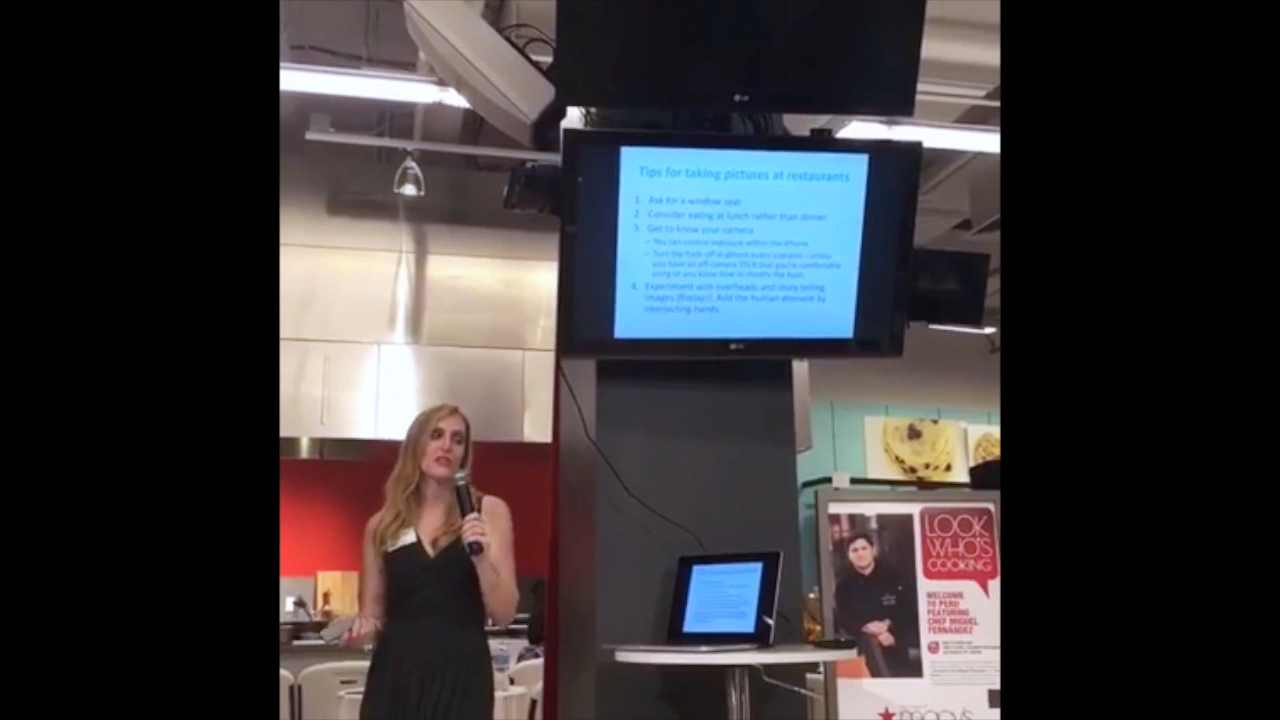 LG
Tips for taking pictures at restaurants
1. Ask for a window seat
2. Consider eating at lunch rather than dinner.
3. Get to know your camera
– You can control exposure within the iPhone.
– Turn the flash off in almost every scenario – unless
you have an off-camera DSLR that you're comfortable
using or you know how to modify the flash.
4. Experiment with overheads and story telling
images (flatlays). Add the human element by
interjecting hands.
LG
LOOK
WHO'S
COOKING
WELCOME
TO PERU
FEATURING
CHEF MIGUEL
FERNANDEZ
macy's